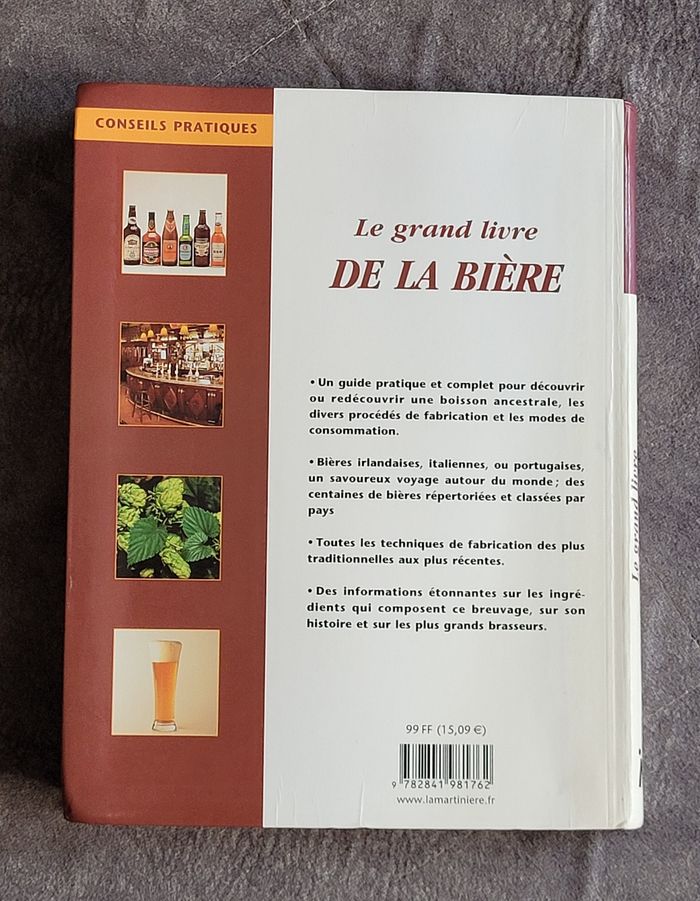 CONSEILS PRATIQUES
Le grand livre
DE LA BIÈRE
• Un guide pratique et complet pour découvrir
ou redécouvrir une boisson ancestrale, les
divers procédés de fabrication et les modes de
consommation.
• Bières irlandaises, italiennes, ou portugaises,
un savoureux voyage autour du monde ; des
centaines de bières répertoriées et classées par
pays
• Toutes les techniques de fabrication des plus
traditionnelles aux plus récentes.
• Des informations étonnantes sur les ingré-
dients qui composent ce breuvage, sur son
histoire et sur les plus grands brasseurs.
99 FF (15,09 €)
9 782841 981762
www.lamartiniere.fr
Le grand livre